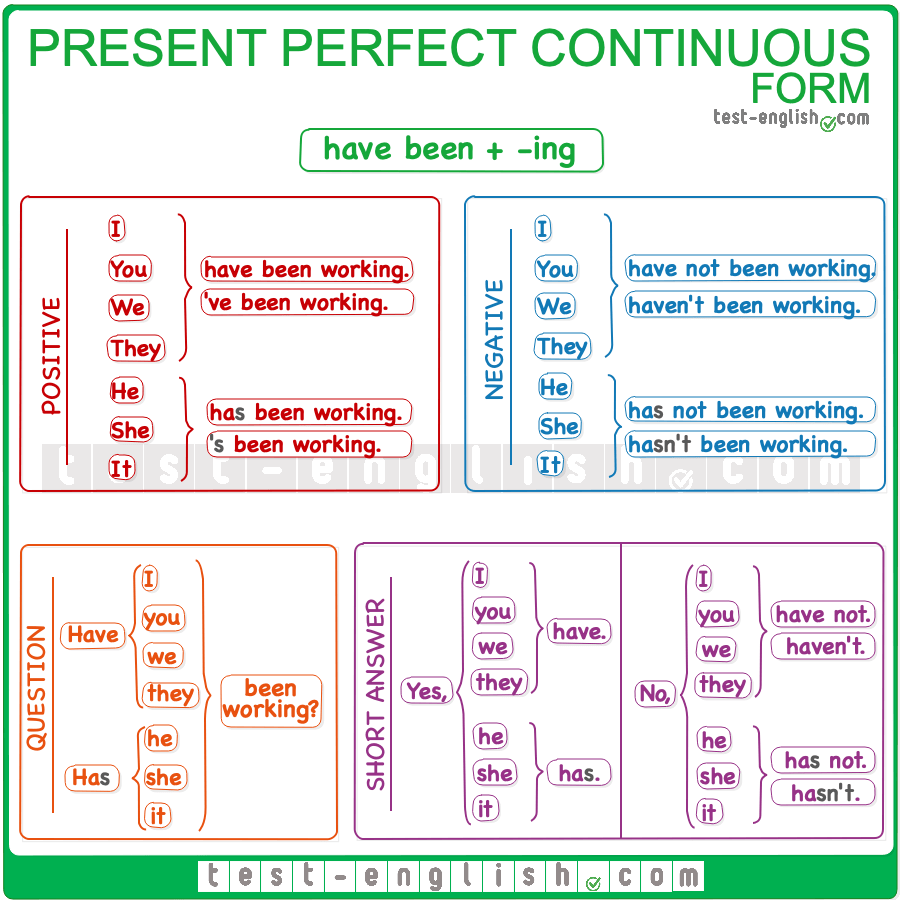 PRESENT PERFECT CONTINUOUS
FORM
test-english.com
have been + -ing
POSITIVE
I
You
We
They
have been working.
've been working.
He
She
It
has been working.
's been working.
NEGATIVE
I
You
We
They
have not been working.
haven't been working.
He
She
It
has not been working.
hasn't been working.
test-english.com
QUESTION
Have
I
you
we
they
Has
he
she
it
been
working?
SHORT ANSWER
Yes,
I
you
we
they
have.
he
she
it
has.
No,
I
you
we
they
have not.
haven't.
he
she
it
has not.
hasn't.
test-english.com